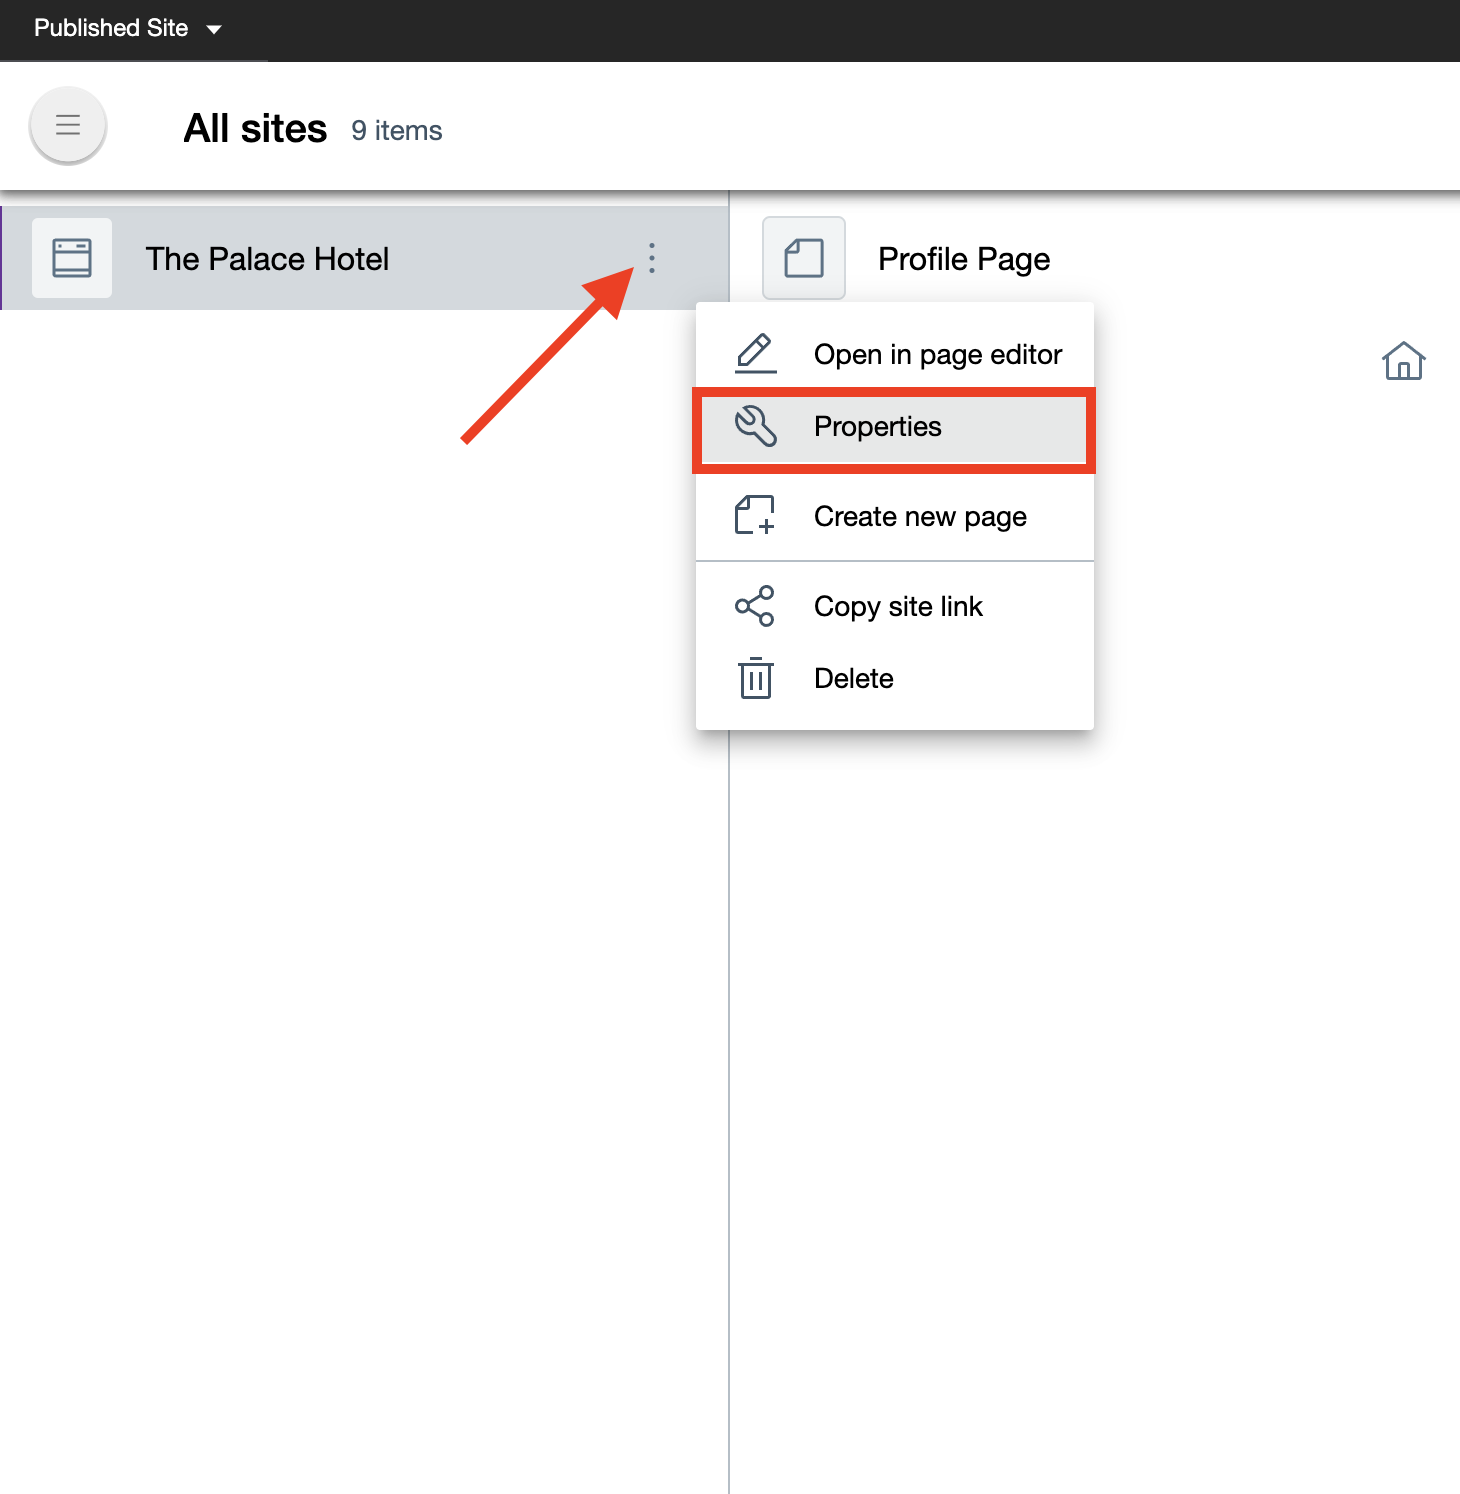 Published Site
All sites 9 items
The Palace Hotel
Profile Page
Open in page editor
Properties
Create new page
Copy site link
Delete